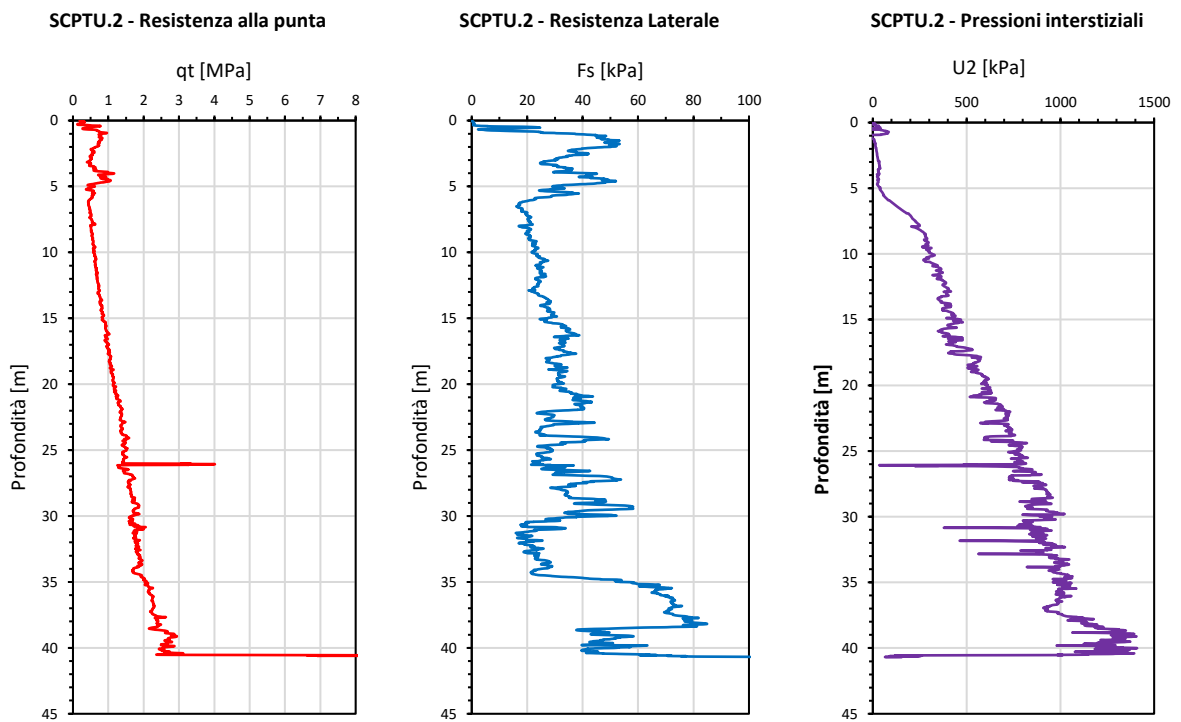 SCPTU.2 - Resistenza alla punta
qt [MPa]
0 1 2 3 4 5 6 7 8
0
5
10
15
20
25
30
35
40
45
Profondità [m]
SCPTU.2 - Resistenza Laterale
Fs [kPa]
0 20 40 60 80 100
0
5
10
15
20
25
30
35
40
45
Profondità [m]
SCPTU.2 - Pressioni interstiziali
U2 [kPa]
0 500 1000 1500
0
5
10
15
20
25
30
35
40
45
Profondità [m]